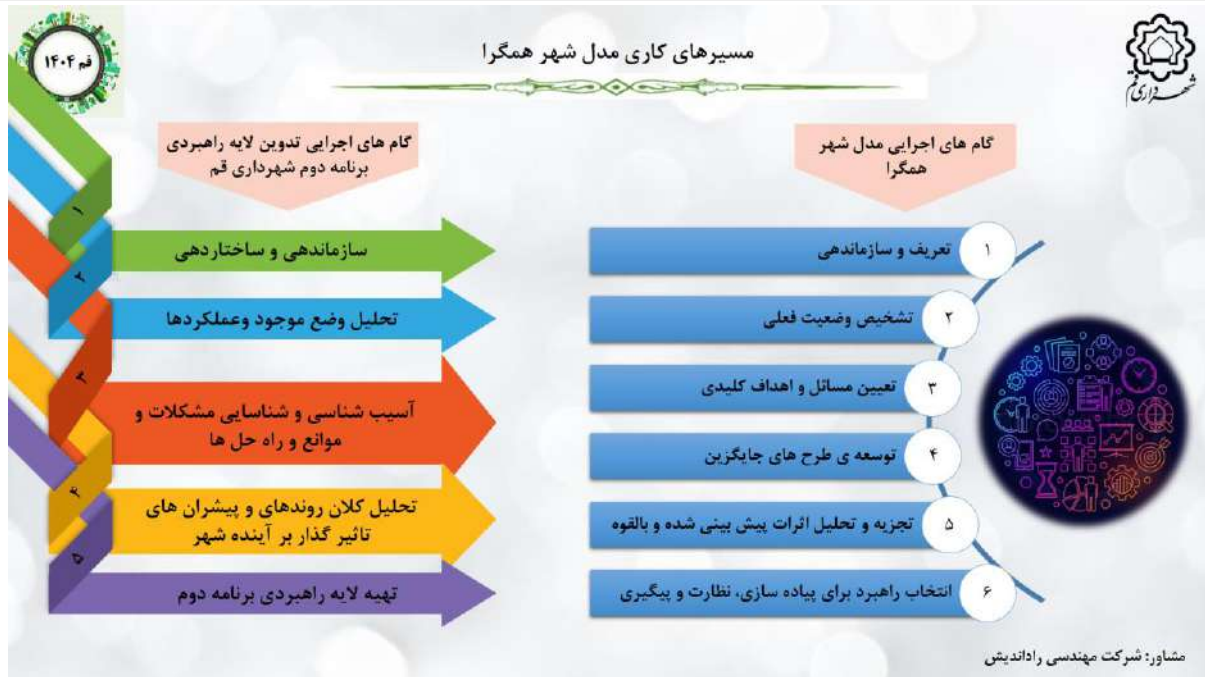 مسیرهای کاری مدل شهر همگرا
قم ۱۴۰۴
شهرداری قم
گام های اجرایی مدل شهر
همگرا
۱
تعریف و سازماندهی
۲
تشخیص وضعیت فعلی
۳
تعیین مسائل و اهداف کلیدی
۴
توسعه ی طرح های جایگزین
۵
تجزیه و تحلیل اثرات پیش بینی شده و بالقوه
۶
انتخاب راهبرد برای پیاده سازی، نظارت و پیگیری
گام های اجرایی تدوین لایه راهبردی
برنامه دوم شهرداری قم
۱
سازماندهی و ساختاردهی
۲
تحلیل وضع موجود وعملکردها
۳
آسیب شناسی و شناسایی مشکلات و
موانع و راه حل ها
۴
تحلیل کلان روندهای و پیشران های
تاثیر گذار بر آینده شهر
۵
تهیه لایه راهبردی برنامه دوم
مشاور: شرکت مهندسی راداندیش